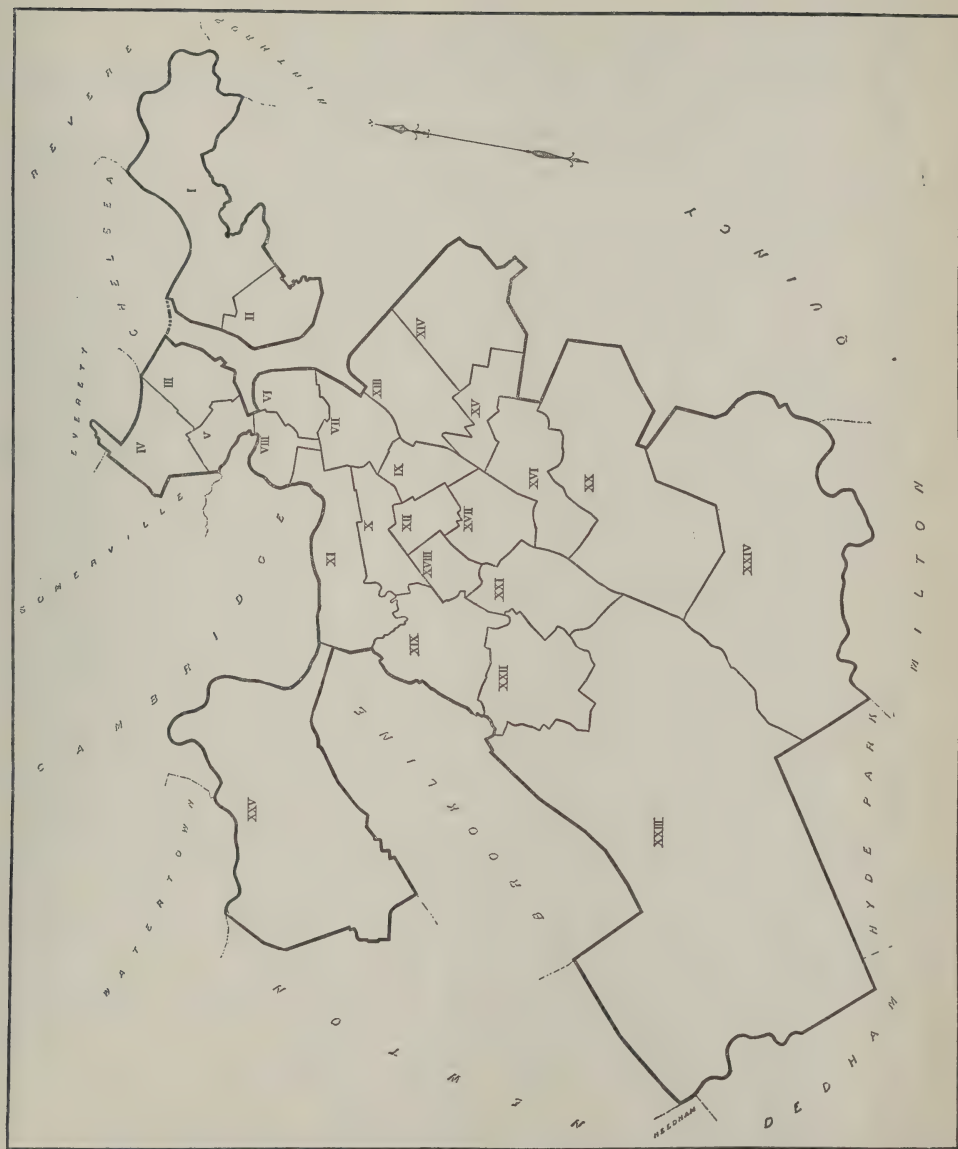 REVERE
WINTHROP
CHELSEA
EVERETT
SOMERVILLE
CAMBRIDGE
WATERTOWN
NEWTON
BROOKLINE
NEEDHAM
DEDHAM
HYDE PARK
MILTON
QUINCY
I
II
III
IV
V
VI
VII
VIII
IX
X
XI
XII
XIII
XIV
XV
XVI
XVII
XVIII
XIX
XX
XXI
XXII
XXIII
XXIV
XXV